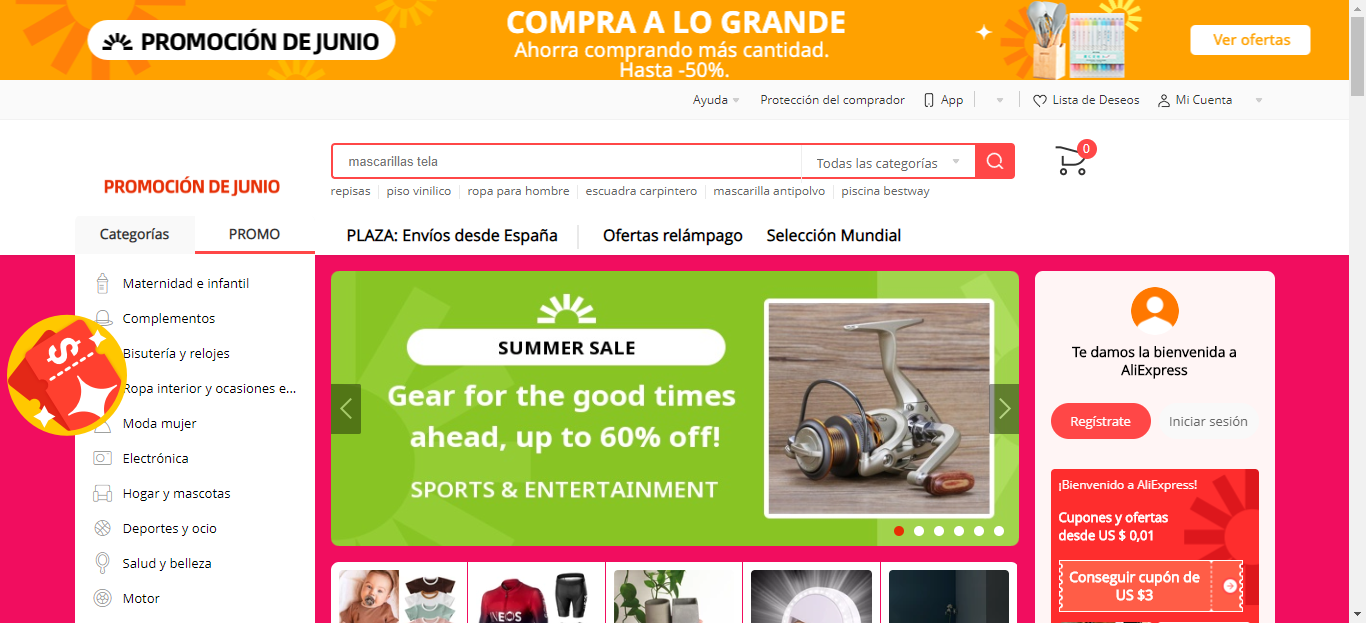 PROMOCIÓN DE JUNIO
COMPRA A LO GRANDE
Ahorra comprando más cantidad.
Hasta -50%.
Ver ofertas
Ayuda
Protección del comprador
App
Lista de Deseos
Mi Cuenta
PROMOCIÓN DE JUNIO
mascarillas tela
Todas las categorías
0
repisas
piso vinilico
ropa para hombre
escuadra carpintero
mascarilla antipolvo
piscina bestway
Categorías
PROMO
PLAZA: Envíos desde España
Ofertas relámpago
Selección Mundial
Maternidad e infantil
Complementos
Bisutería y relojes
Ropa interior y ocasiones e...
Moda mujer
Electrónica
Hogar y mascotas
Deportes y ocio
Salud y belleza
Motor
$
SUMMER SALE
Gear for the good times
ahead, up to 60% off!
SPORTS & ENTERTAINMENT
Te damos la bienvenida a
AliExpress
Regístrate
Iniciar sesión
¡Bienvenido a AliExpress!
Cupones y ofertas
desde US $ 0,01
Conseguir cupón de
US $3
INEOS